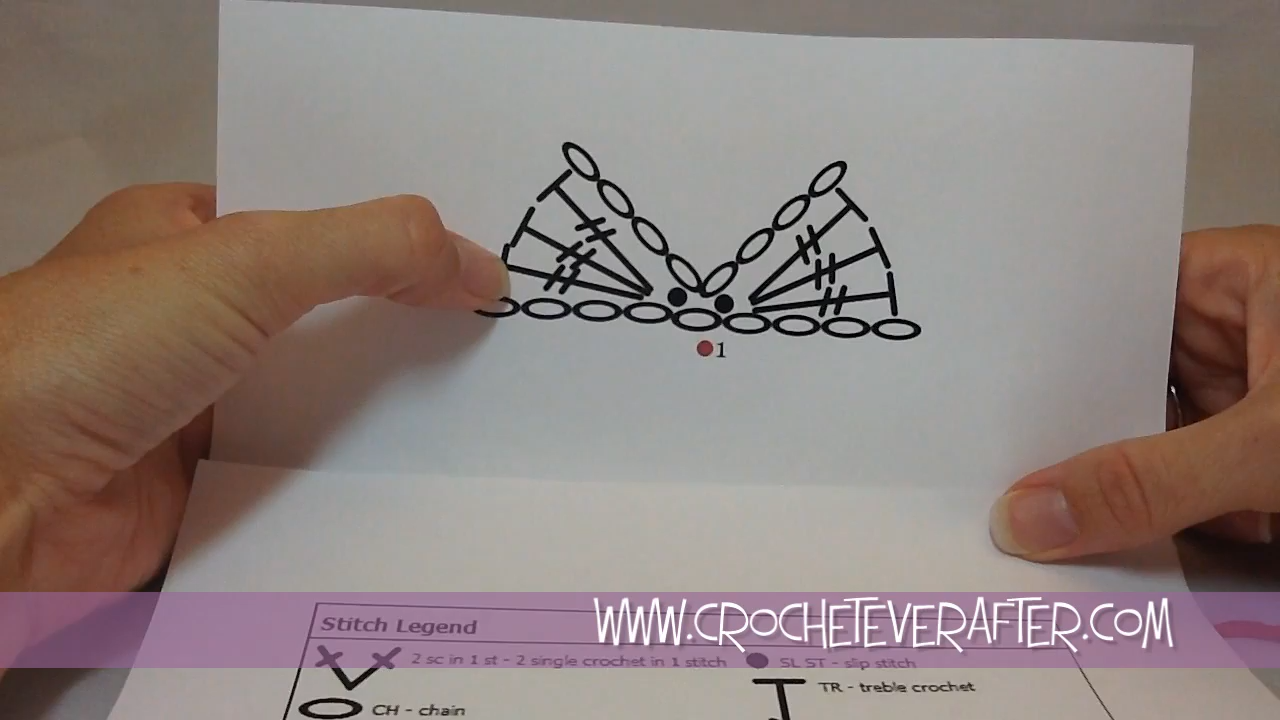 1
WWW.CROCHETEVERAFTER.COM
Stitch Legend
2 sc in 1 st - 2 single crochet in 1 stitch
SL ST - slip stitch
TR - treble crochet
CH - chain